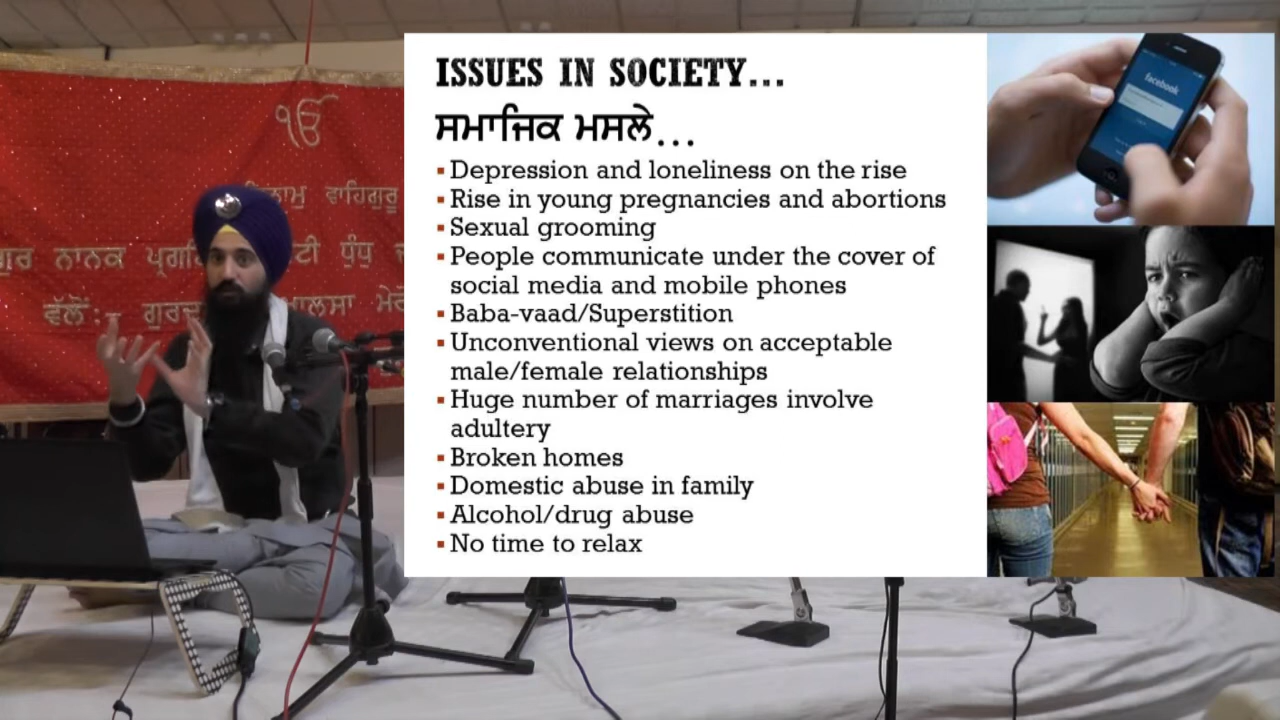 ੴ
ਵਾਹਿਗੁਰੂ
ਨਾਨਕ
ਧੁੰਧੁ
ਵੱਲੋਂ:-
ISSUES IN SOCIETY...
ਸਮਾਜਿਕ ਮਸਲੇ...
▪ Depression and loneliness on the rise
▪ Rise in young pregnancies and abortions
▪ Sexual grooming
▪ People communicate under the cover of
social media and mobile phones
▪ Baba-vaad/Superstition
▪ Unconventional views on acceptable
male/female relationships
▪ Huge number of marriages involve
adultery
▪ Broken homes
▪ Domestic abuse in family
▪ Alcohol/drug abuse
▪ No time to relax
facebook